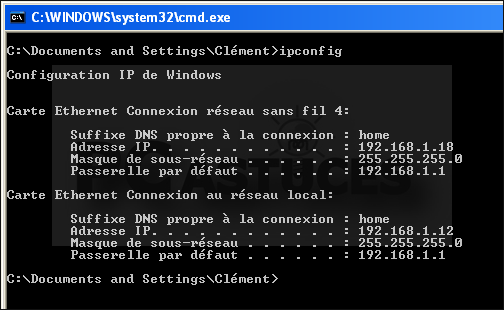 C:\WINDOWS\system32\cmd.exe
C:\Documents and Settings\Clément>ipconfig
Configuration IP de Windows
Carte Ethernet Connexion réseau sans fil 4:
Suffixe DNS propre à la connexion : home
Adresse IP. . . . . . . . . . . . : 192.168.1.18
Masque de sous-réseau . . . . . . : 255.255.255.0
Passerelle par défaut . . . . . . : 192.168.1.1
Carte Ethernet Connexion au réseau local:
Suffixe DNS propre à la connexion : home
Adresse IP. . . . . . . . . . . . : 192.168.1.12
Masque de sous-réseau . . . . . . : 255.255.255.0
Passerelle par défaut . . . . . . : 192.168.1.1
C:\Documents and Settings\Clément>
ASTUCES